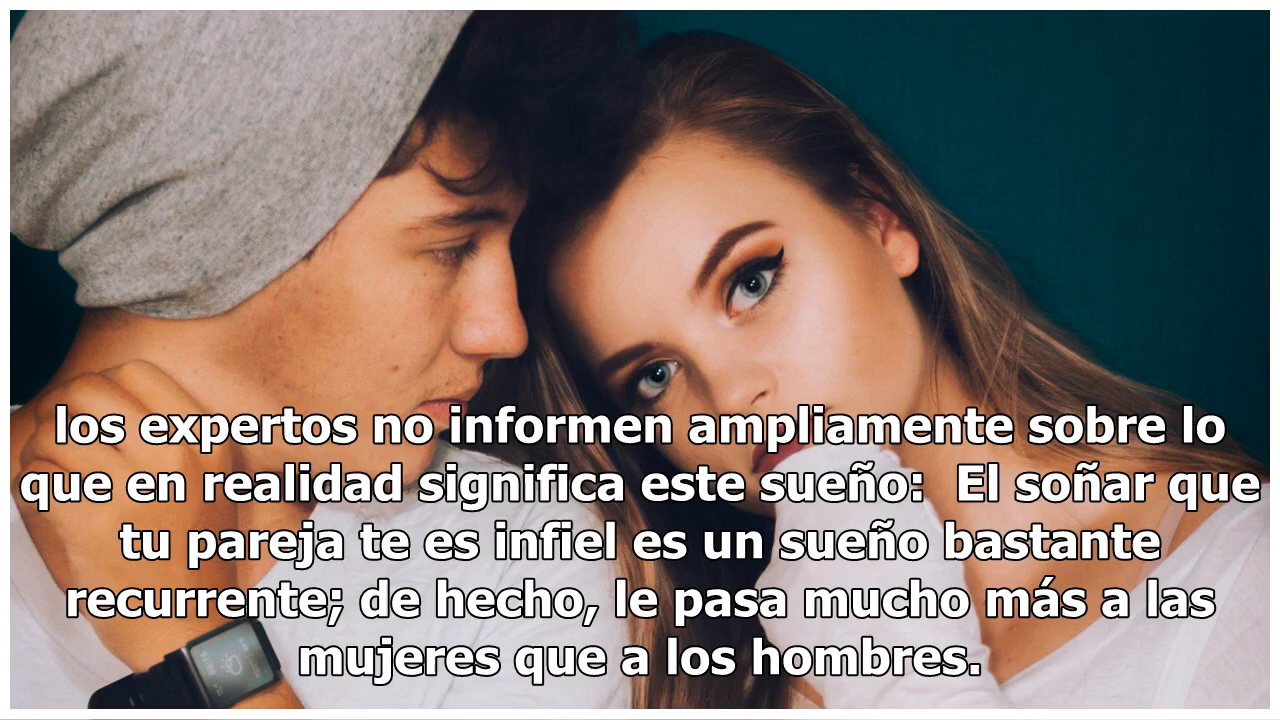 los expertos no informen ampliamente sobre lo
que en realidad significa este sueño:  El soñar que
tu pareja te es infiel es un sueño bastante
recurrente; de hecho, le pasa mucho más a las
mujeres que a los hombres.